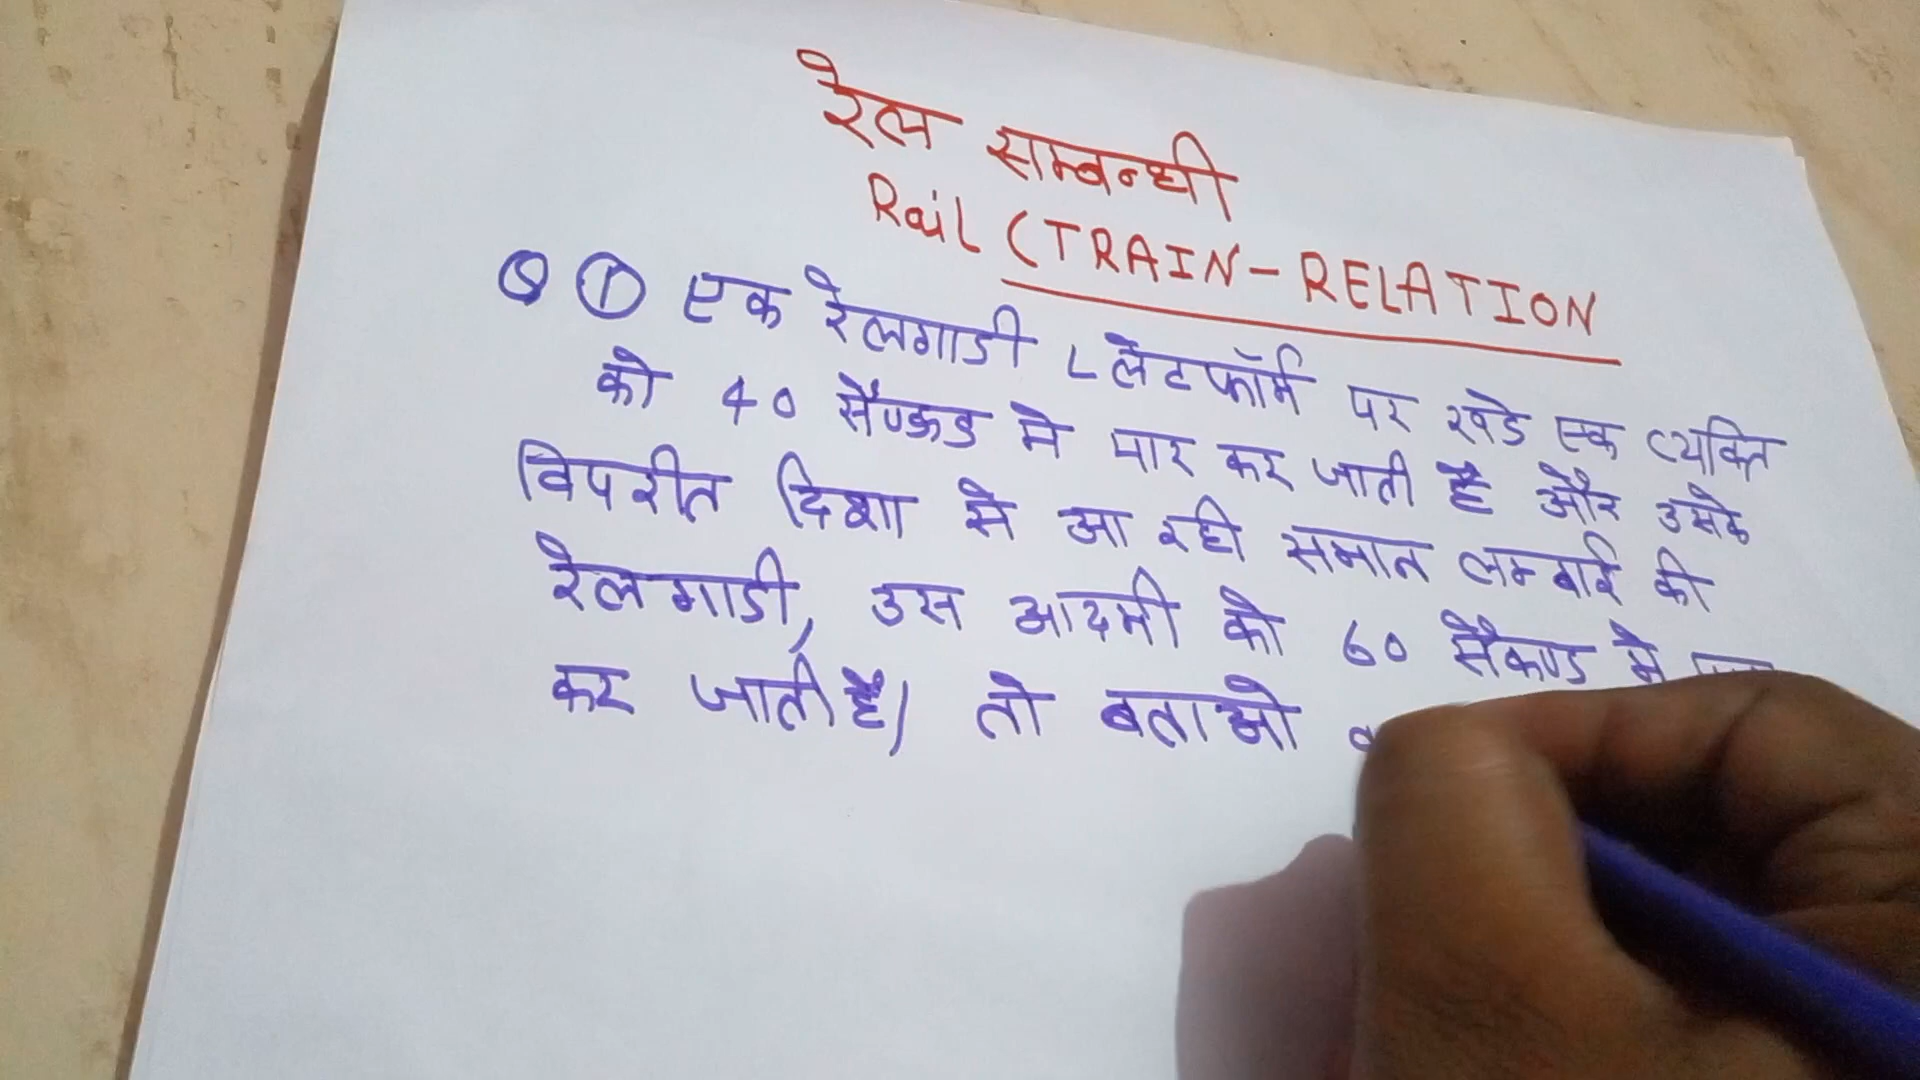 रेल सम्बन्धी
Rail (TRAIN-RELATION
Q ① एक रेलगाडी प्लेटफॉर्म पर खडे एक व्यक्ति
को 40 सैण्कड मे पार कर जाती है और उसके
विपरीत दिशा से आ रही समान लम्बाई की
रेलगाडी, उस आदमी को 60 सैकण्ड मे
कर जाती है। तो बताओ